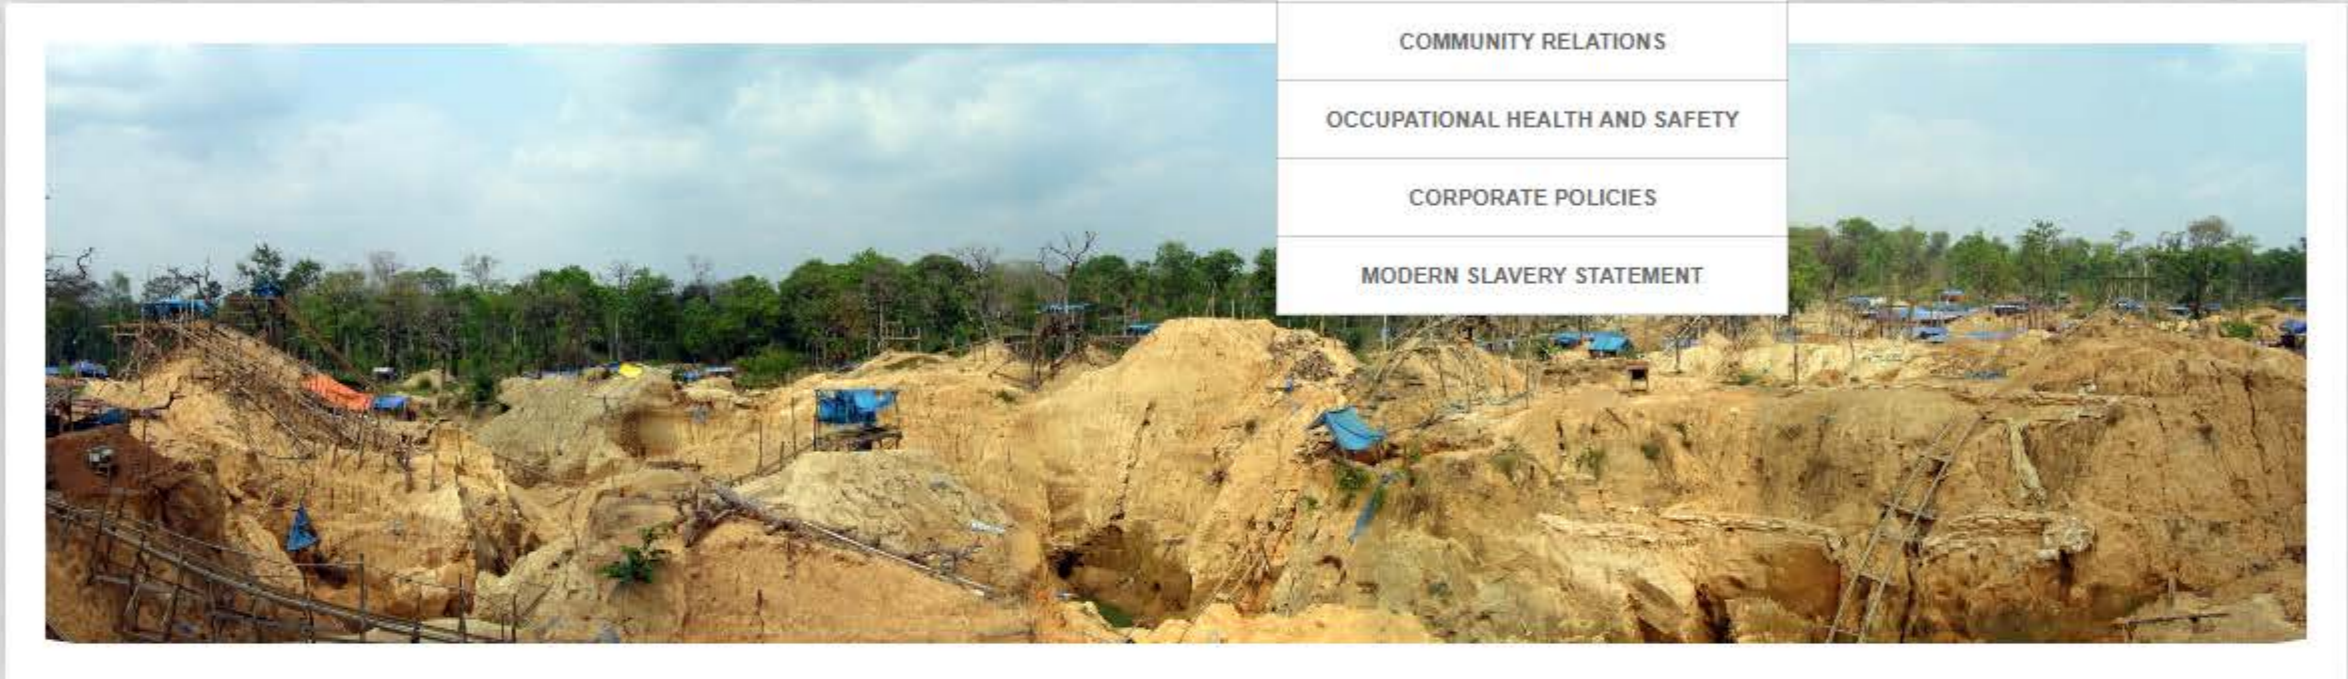 COMMUNITY RELATIONS
OCCUPATIONAL HEALTH AND SAFETY
CORPORATE POLICIES
MODERN SLAVERY STATEMENT